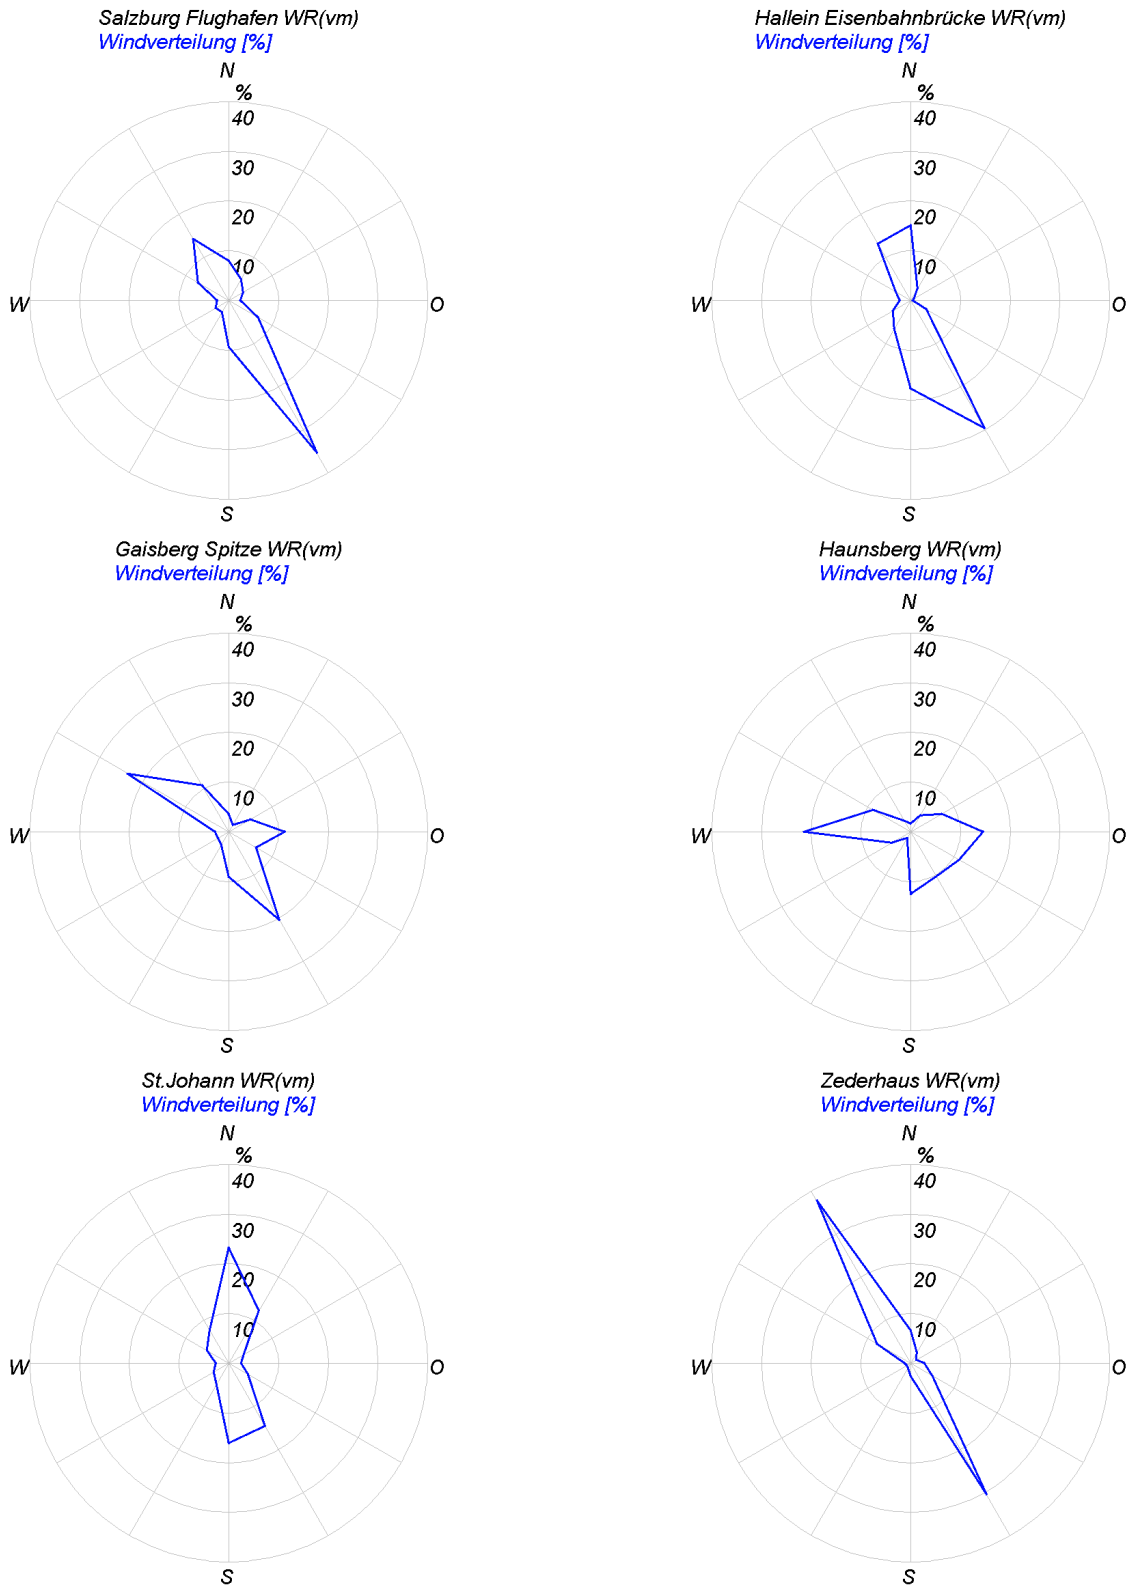 Salzburg Flughafen WR(vm)
Windverteilung [%]
N
%
40
30
20
10
W
O
S
Hallein Eisenbahnbrücke WR(vm)
Windverteilung [%]
N
%
40
30
20
10
W
O
S
Gaisberg Spitze WR(vm)
Windverteilung [%]
N
%
40
30
20
10
W
O
S
Haunsberg WR(vm)
Windverteilung [%]
N
%
40
30
20
10
W
O
S
St.Johann WR(vm)
Windverteilung [%]
N
%
40
30
20
10
W
O
S
Zederhaus WR(vm)
Windverteilung [%]
N
%
40
30
20
10
W
O
S